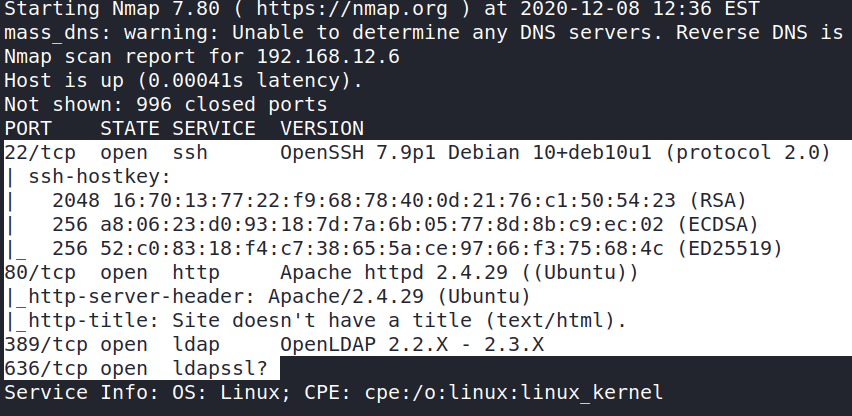 Starting Nmap 7.80 ( https://nmap.org ) at 2020-12-08 12:36 EST
mass_dns: warning: Unable to determine any DNS servers. Reverse DNS is
Nmap scan report for 192.168.12.6
Host is up (0.00041s latency).
Not shown: 996 closed ports
PORT    STATE SERVICE  VERSION
22/tcp  open  ssh      OpenSSH 7.9p1 Debian 10+deb10u1 (protocol 2.0)
| ssh-hostkey:
|   2048 16:70:13:77:22:f9:68:78:40:0d:21:76:c1:50:54:23 (RSA)
|   256 a8:06:23:d0:93:18:7d:7a:6b:05:77:8d:8b:c9:ec:02 (ECDSA)
|_  256 52:c0:83:18:f4:c7:38:65:5a:ce:97:66:f3:75:68:4c (ED25519)
80/tcp  open  http     Apache httpd 2.4.29 ((Ubuntu))
|_http-server-header: Apache/2.4.29 (Ubuntu)
|_http-title: Site doesn't have a title (text/html).
389/tcp open  ldap     OpenLDAP 2.2.X - 2.3.X
636/tcp open  ldapssl?
Service Info: OS: Linux; CPE: cpe:/o:linux:linux_kernel